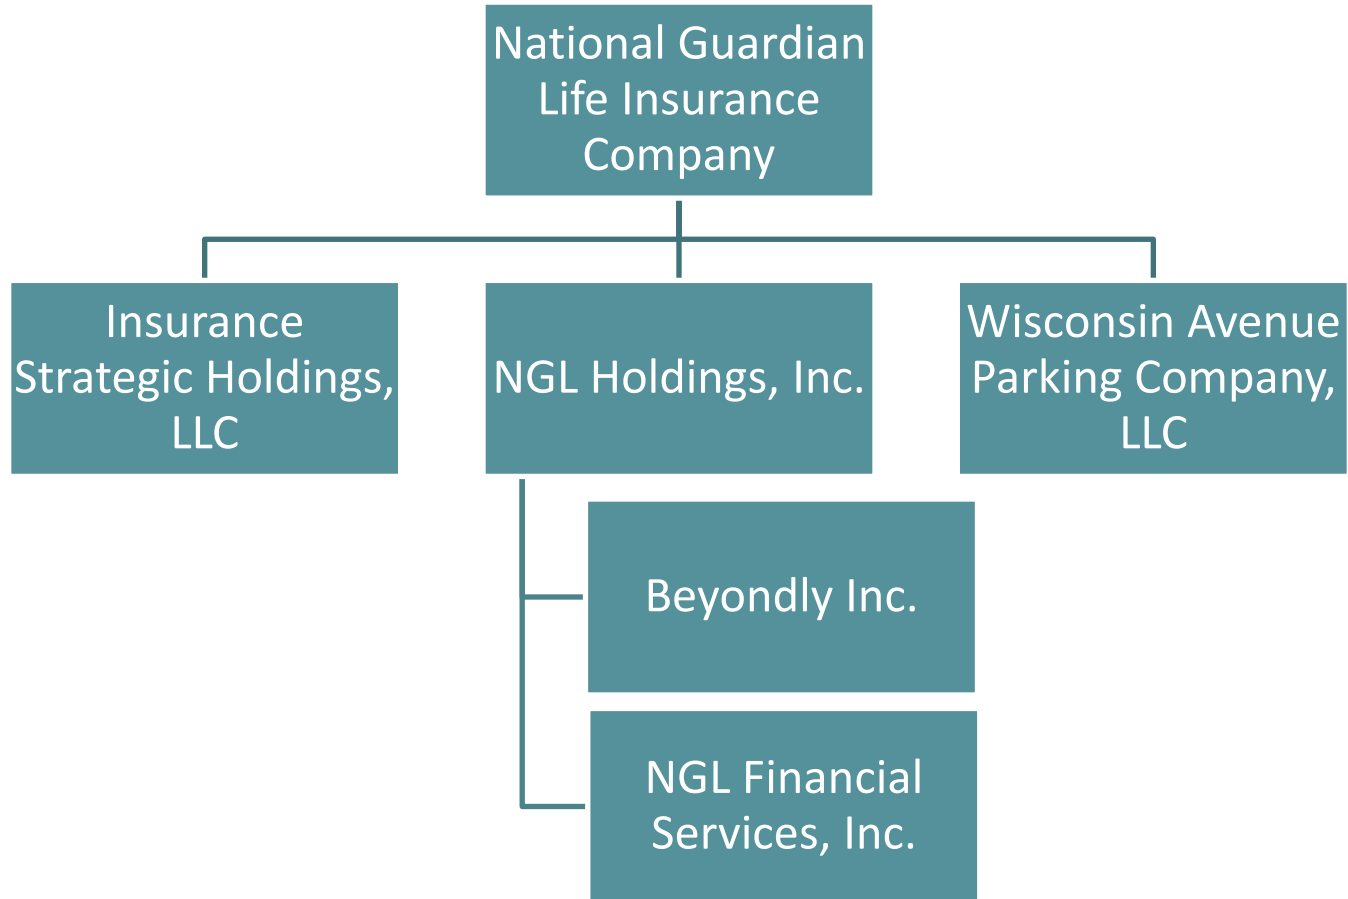 National Guardian
Life Insurance
Company
Insurance
Strategic Holdings,
LLC
NGL Holdings, Inc.
Wisconsin Avenue
Parking Company,
LLC
Beyondly Inc.
NGL Financial
Services, Inc.